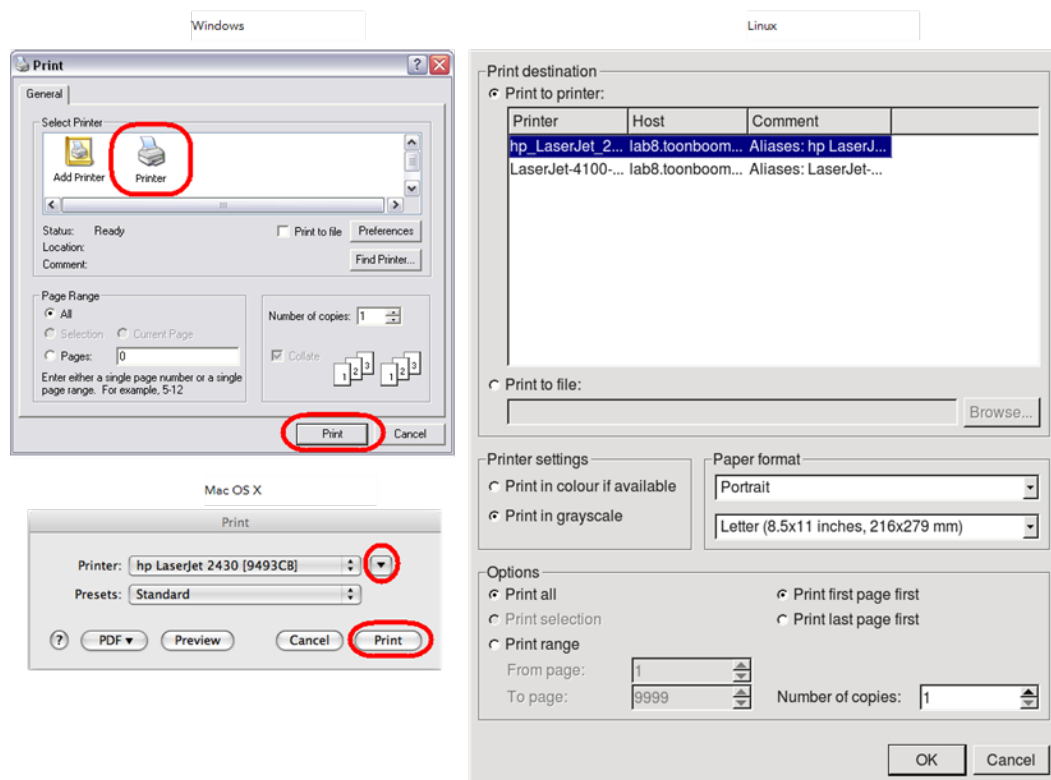 Windows
Print
General
Select Printer
Add Printer
Printer
Status: Ready
Print to file
Preferences
Location:
Comment:
Find Printer...
Page Range
All
Selection
Current Page
Pages: 0
Enter either a single page number or a single
page range. For example, 5-12
Number of copies: 1
Collate
1 2 3 1 2 3
Print
Cancel
Mac OS X
Print
Printer: hp LaserJet 2430 [9493CB]
Presets: Standard
? PDF Preview Cancel Print
Linux
Print destination
Print to printer:
Printer Host Comment
hp_LaserJet_2... lab8.toonboom... Aliases: hp LaserJ...
LaserJet-4100-... lab8.toonboom... Aliases: LaserJet-...
Print to file:
Browse...
Printer settings
Print in colour if available
Print in grayscale
Paper format
Portrait
Letter (8.5x11 inches, 216x279 mm)
Options
Print all
Print selection
Print range
From page: 1
To page: 9999
Print first page first
Print last page first
Number of copies: 1
OK
Cancel